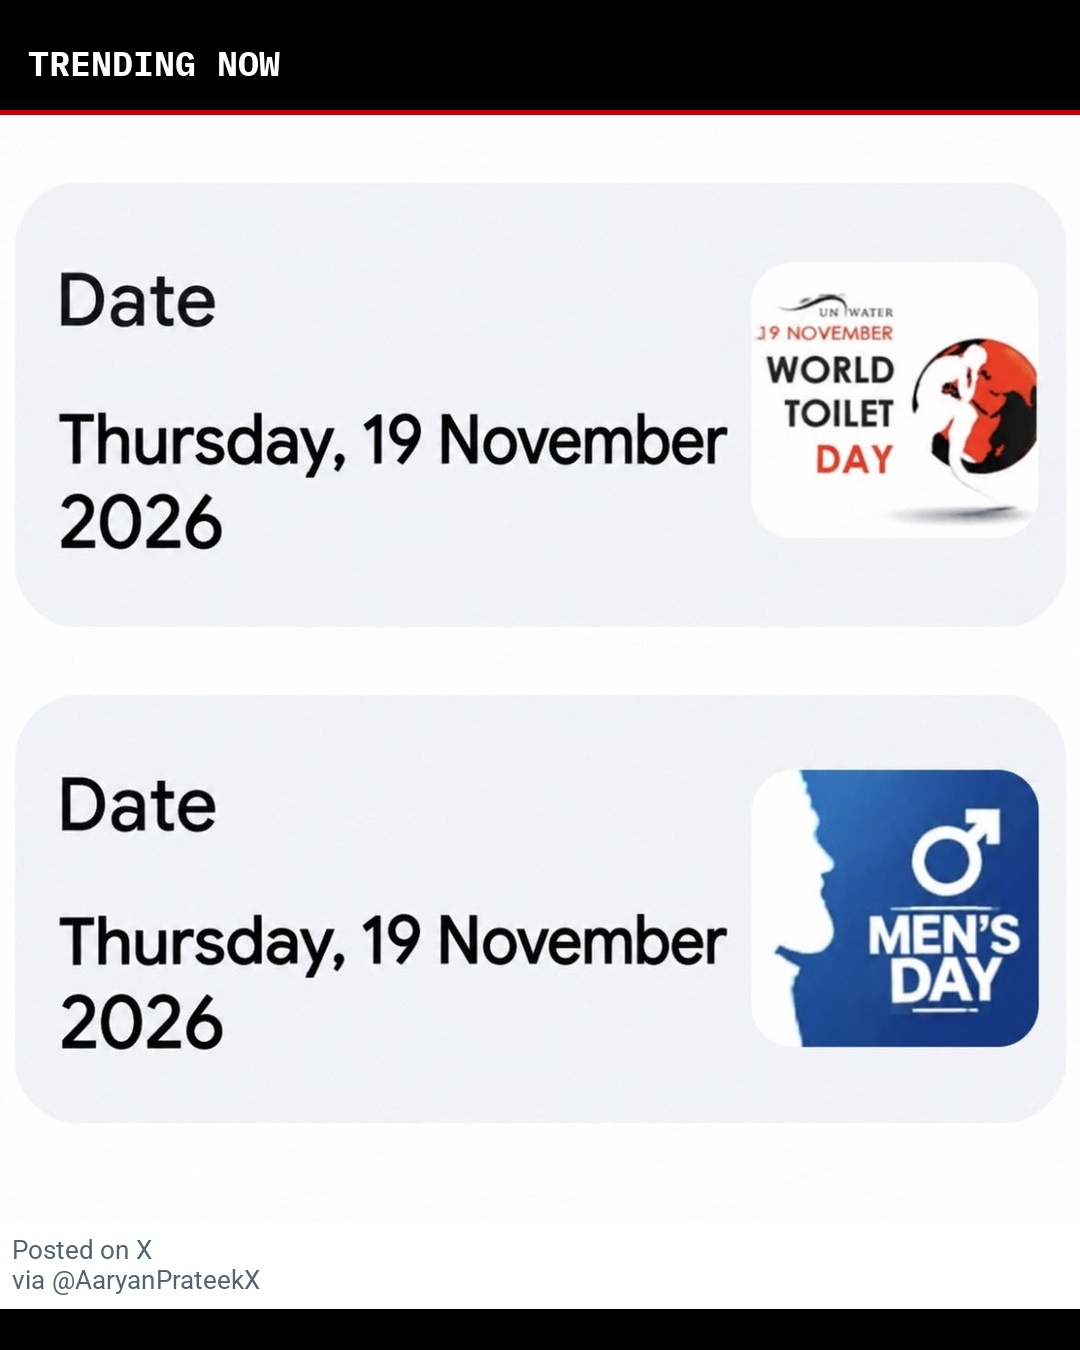 TRENDING NOW
Date
Thursday, 19 November
2026
UN WATER
19 NOVEMBER
WORLD
TOILET
DAY
Date
Thursday, 19 November
2026
MEN'S
DAY
Posted on X
via @AaryanPrateekX